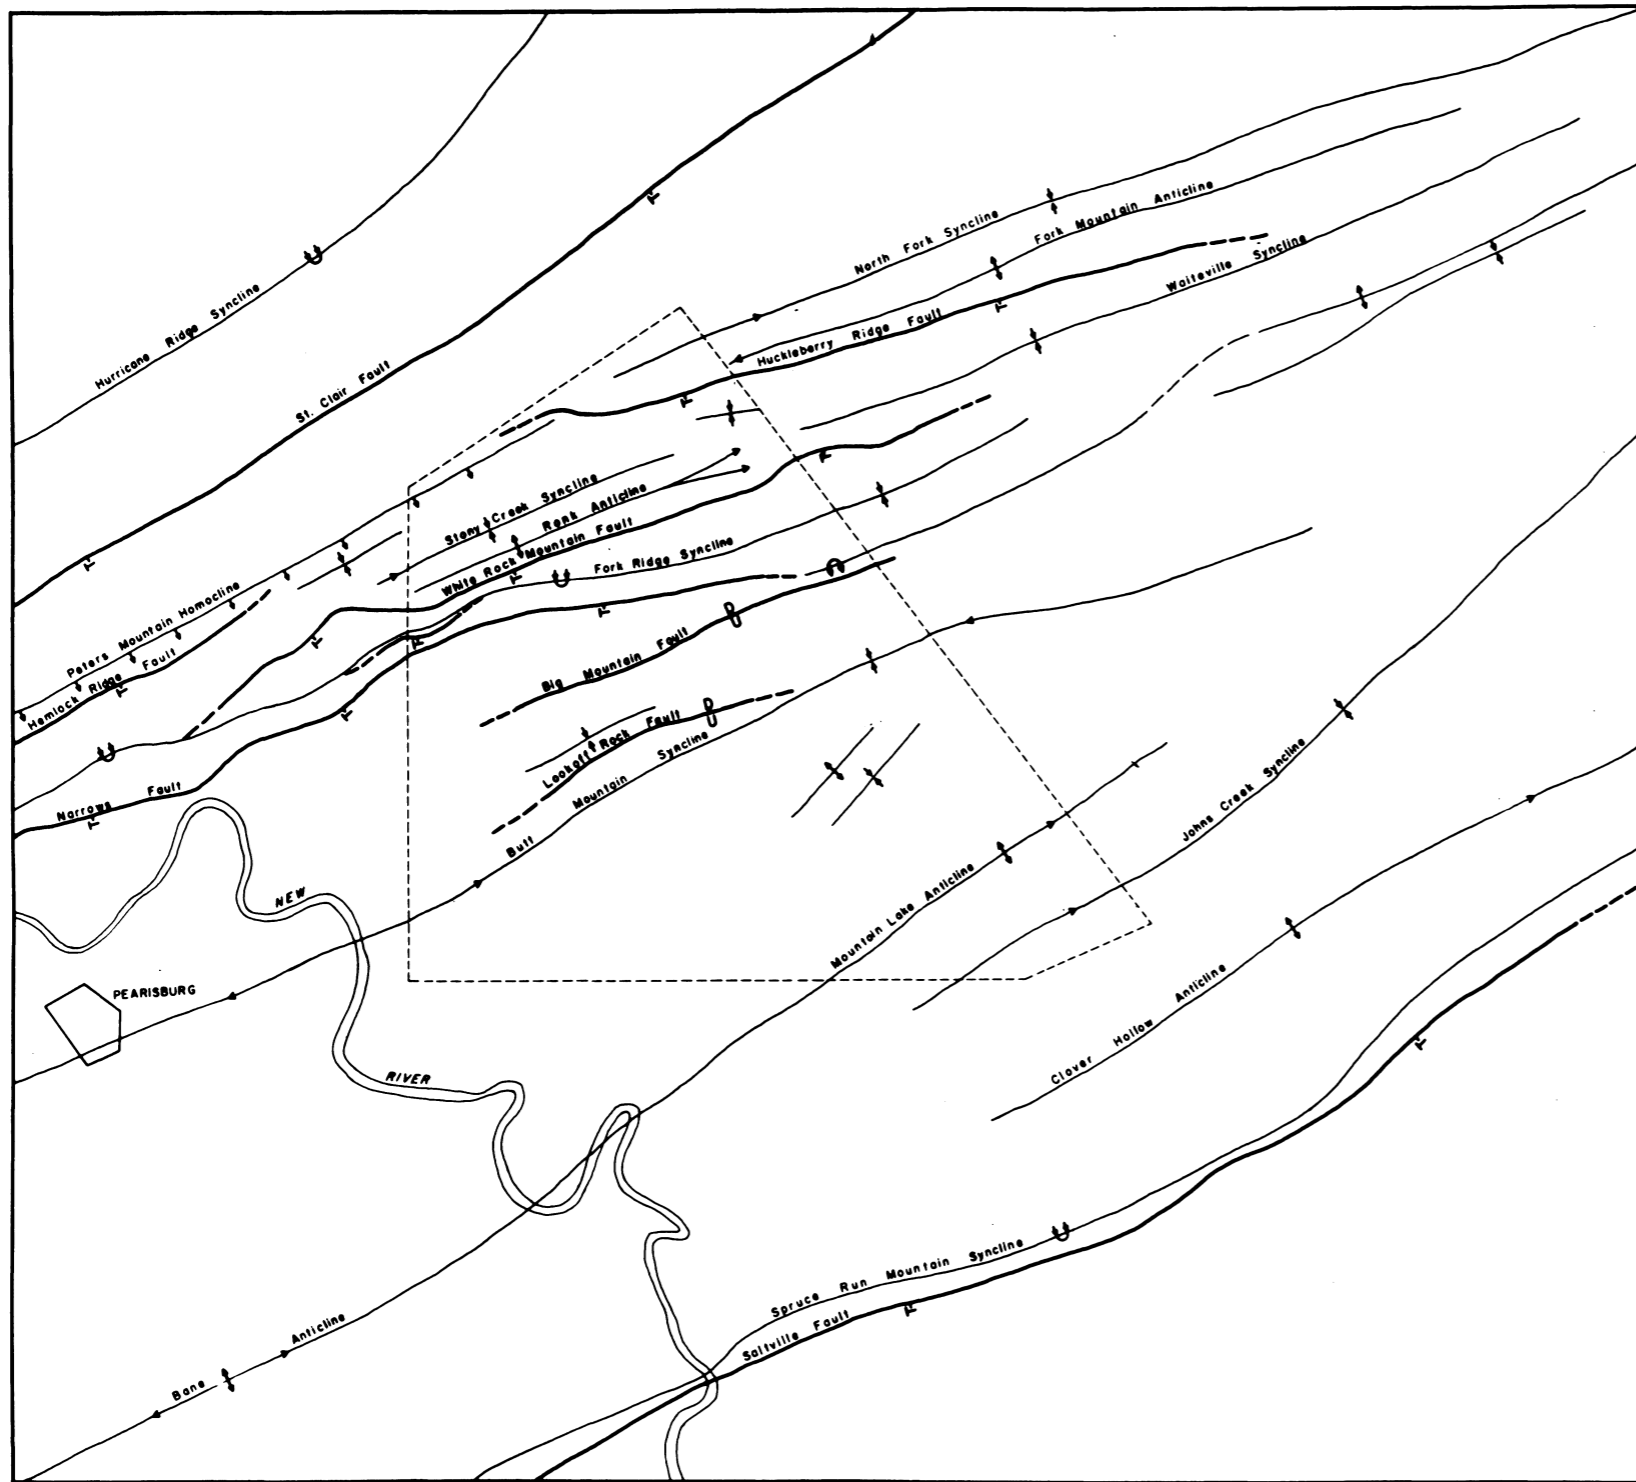 North Fork Syncline
Fork Mountain Anticline
Waiteville Syncline
Hurricane Ridge Syncline
Huckleberry Ridge Fault
St. Clair Fault
Stony Creek Syncline
Ronk Anticline
White Rock Mountain Fault
Fork Ridge Syncline
Peters Mountain Homocline
Hemlock Ridge Fault
Big Mountain Fault
Lookoff Rock Fault
Butt Mountain Syncline
Narrows Fault
Johns Creek Syncline
Mountain Lake Anticline
NEW
PEARISBURG
Clover Hollow Anticline
RIVER
Spruce Run Mountain Syncline
Saltville Fault
Bane Anticline